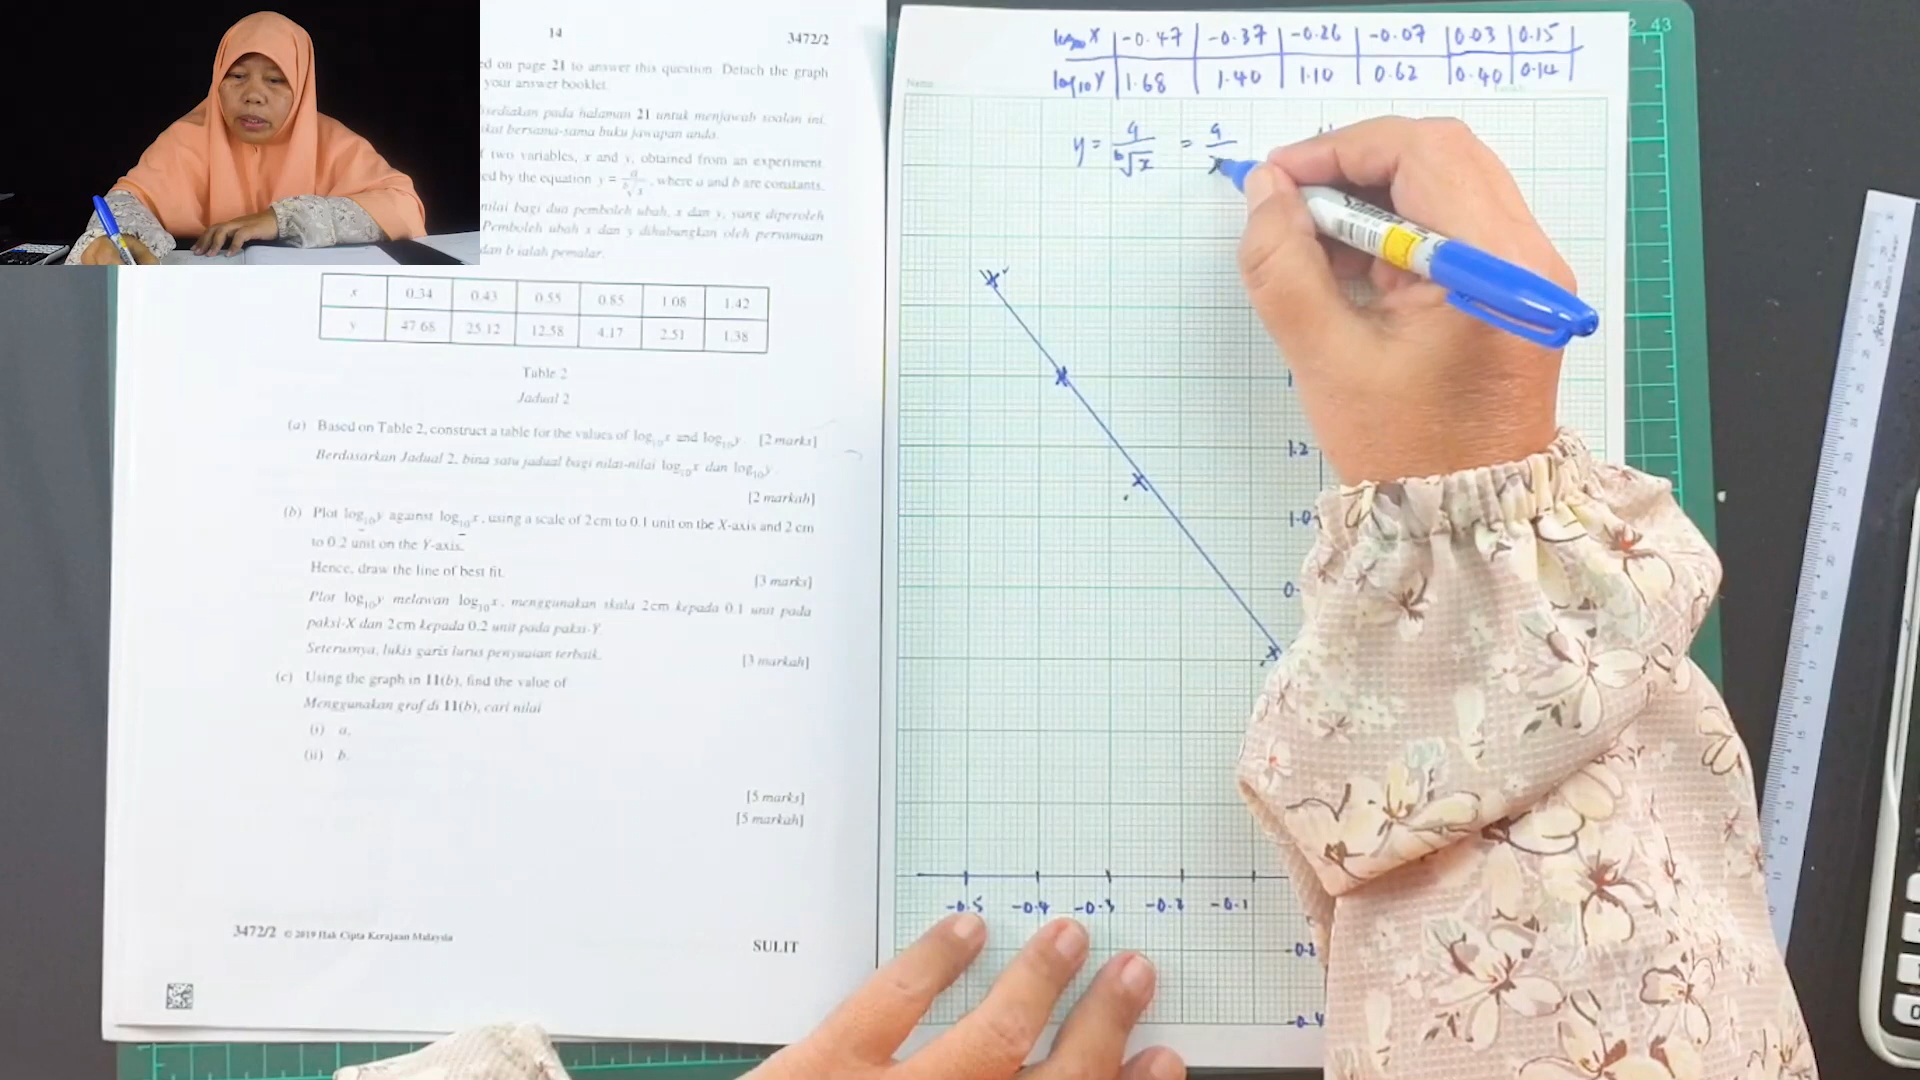 14
3472/2
ed on page 21 to answer this question. Detach the graph
your answer booklet.
sediakan pada halaman 21 untuk menjawab soalan ini.
ikat bersama-sama buku jawapan anda.
f two variables, x and y, obtained from an experiment.
ed by the equation y = a/ᵇ√x, where a and b are constants.
nilai bagi dua pemboleh ubah, x dan y, yang diperoleh
Pemboleh ubah x dan y dihubungkan oleh persamaan
dan b ialah pemalar.
x 0.34 0.43 0.55 0.85 1.08 1.42
y 47.68 25.12 12.58 4.17 2.51 1.38
Table 2
Jadual 2
(a) Based on Table 2, construct a table for the values of log₁₀x and log₁₀y. [2 marks]
Berdasarkan Jadual 2, bina satu jadual bagi nilai-nilai log₁₀x dan log₁₀y.
[2 markah]
(b) Plot log₁₀y against log₁₀x, using a scale of 2 cm to 0.1 unit on the X-axis and 2 cm
to 0.2 unit on the Y-axis.
Hence, draw the line of best fit. [3 marks]
Plot log₁₀y melawan log₁₀x, menggunakan skala 2 cm kepada 0.1 unit pada
paksi-X dan 2 cm kepada 0.2 unit pada paksi-Y.
Seterusnya, lukis garis lurus penyuaian terbaik. [3 markah]
(c) Using the graph in 11(b), find the value of
Menggunakan graf di 11(b), cari nilai
(i) a,
(ii) b.
[5 marks]
[5 markah]
3472/2 © 2019 Hak Cipta Kerajaan Malaysia
SULIT
43
log₁₀x -0.47 -0.37 -0.26 -0.07 0.03 0.15
log₁₀y 1.68 1.40 1.10 0.62 0.40 0.14
Name
y = a/ᵇ√x = a/x
1.2
1.0
0.
-0.5 -0.4 -0.3 -0.2 -0.1
-0.2
-0.4